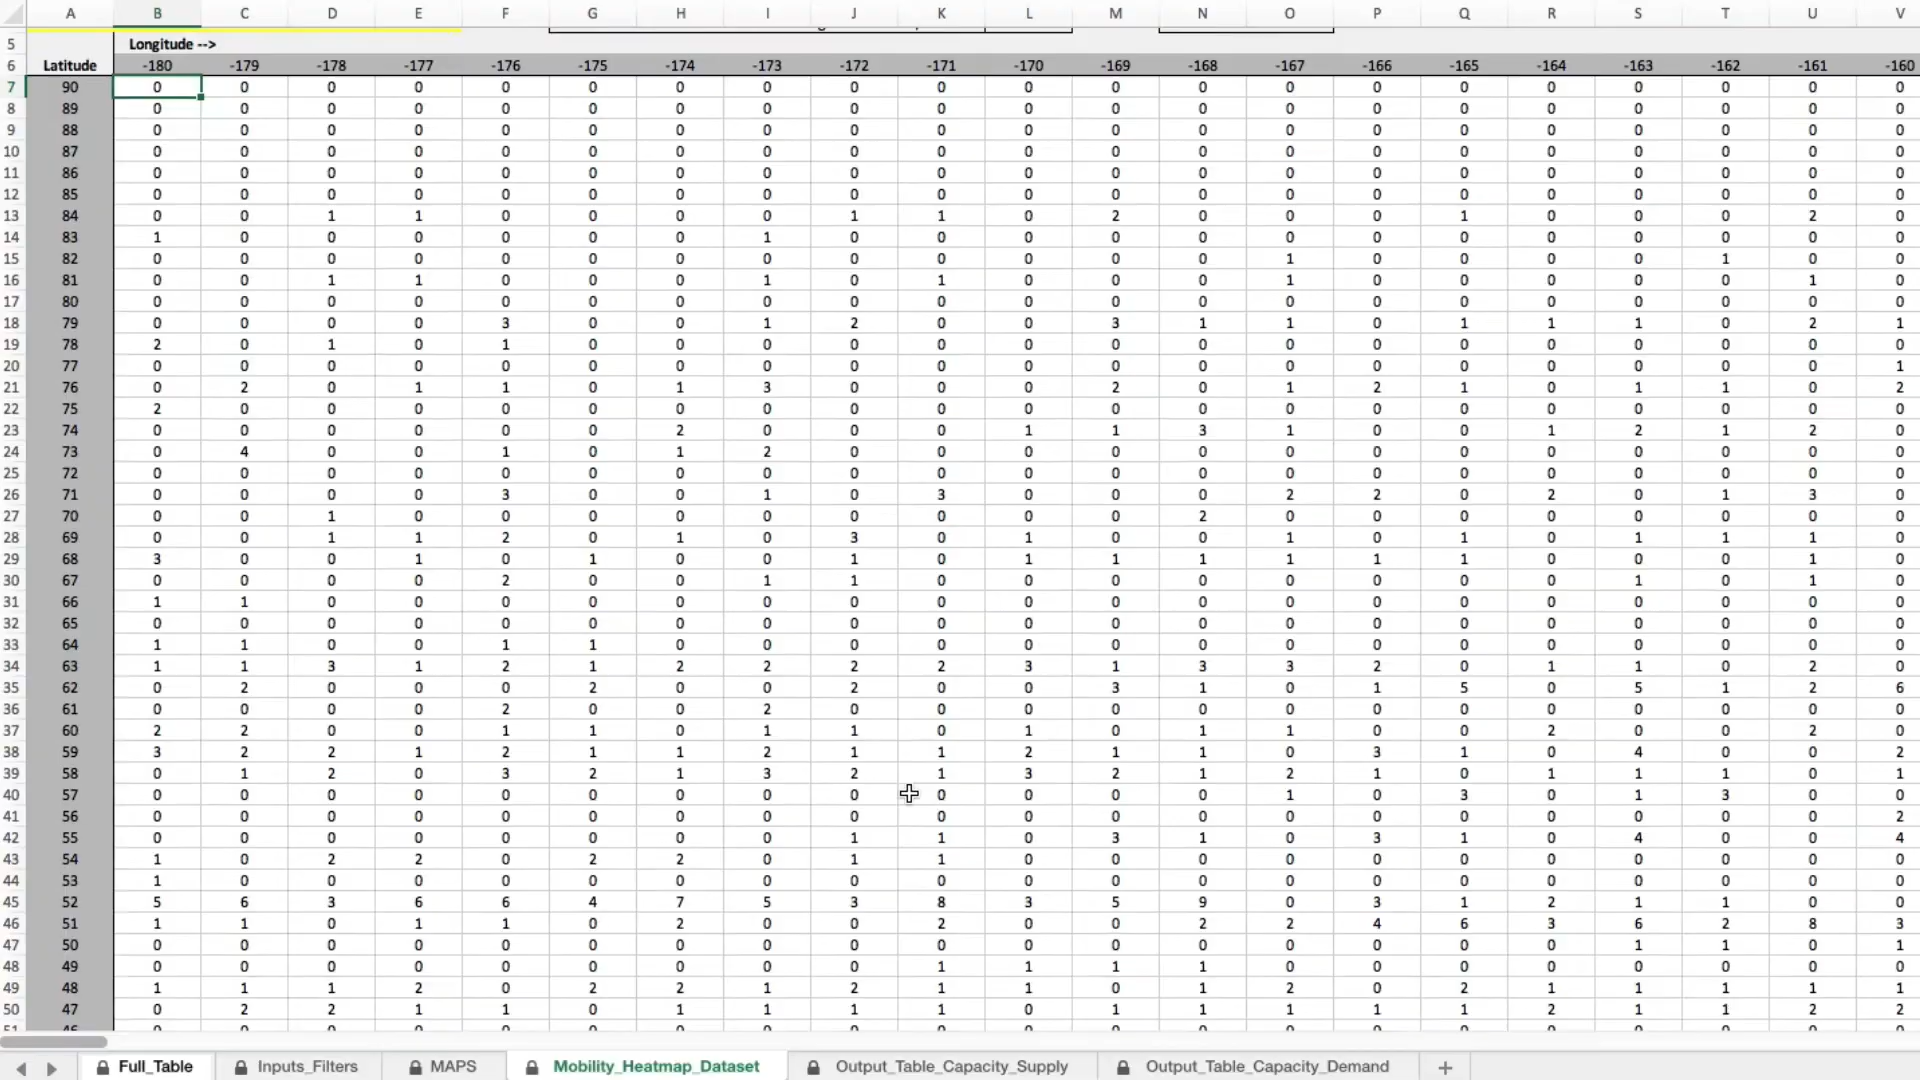 A B C D E F G H I J K L M N O P Q R S T U V
5 Longitude -->
6 Latitude -180 -179 -178 -177 -176 -175 -174 -173 -172 -171 -170 -169 -168 -167 -166 -165 -164 -163 -162 -161 -160
7 90 0 0 0 0 0 0 0 0 0 0 0 0 0 0 0 0 0 0 0 0 0
8 89 0 0 0 0 0 0 0 0 0 0 0 0 0 0 0 0 0 0 0 0 0
9 88 0 0 0 0 0 0 0 0 0 0 0 0 0 0 0 0 0 0 0 0 0
10 87 0 0 0 0 0 0 0 0 0 0 0 0 0 0 0 0 0 0 0 0 0
11 86 0 0 0 0 0 0 0 0 0 0 0 0 0 0 0 0 0 0 0 0 0
12 85 0 0 0 0 0 0 0 0 0 0 0 0 0 0 0 0 0 0 0 0 0
13 84 0 0 1 1 0 0 0 0 1 1 0 2 0 0 0 1 0 0 0 2 0
14 83 1 0 0 0 0 0 0 1 0 0 0 0 0 0 0 0 0 0 0 0 0
15 82 0 0 0 0 0 0 0 0 0 0 0 0 0 1 0 0 0 0 1 0 0
16 81 0 0 1 1 0 0 0 1 0 1 0 0 0 1 0 0 0 0 0 1 0
17 80 0 0 0 0 0 0 0 0 0 0 0 0 0 0 0 0 0 0 0 0 0
18 79 0 0 0 0 3 0 0 1 2 0 0 3 1 1 0 1 1 1 0 2 1
19 78 2 0 1 0 1 0 0 0 0 0 0 0 0 0 0 0 0 0 0 0 0
20 77 0 0 0 0 0 0 0 0 0 0 0 0 0 0 0 0 0 0 0 0 1
21 76 0 2 0 1 1 0 1 3 0 0 0 2 0 1 2 1 0 1 1 0 2
22 75 2 0 0 0 0 0 0 0 0 0 0 0 0 0 0 0 0 0 0 0 0
23 74 0 0 0 0 0 0 2 0 0 0 1 1 3 1 0 0 1 2 1 2 0
24 73 0 4 0 0 1 0 1 2 0 0 0 0 0 0 0 0 0 0 0 0 0
25 72 0 0 0 0 0 0 0 0 0 0 0 0 0 0 0 0 0 0 0 0 0
26 71 0 0 0 0 3 0 0 1 0 3 0 0 0 2 2 0 2 0 1 3 0
27 70 0 0 1 0 0 0 0 0 0 0 0 0 2 0 0 0 0 0 0 0 0
28 69 0 0 1 1 2 0 1 0 3 0 1 0 0 1 0 1 0 1 1 1 0
29 68 3 0 0 1 0 1 0 0 1 0 1 1 1 1 1 1 0 0 0 1 0
30 67 0 0 0 0 2 0 0 1 1 0 0 0 0 0 0 0 0 1 0 1 0
31 66 1 1 0 0 0 0 0 0 0 0 0 0 0 0 0 0 0 0 0 0 0
32 65 0 0 0 0 0 0 0 0 0 0 0 0 0 0 0 0 0 0 0 0 0
33 64 1 1 0 0 1 1 0 0 0 0 0 0 0 0 0 0 0 0 0 0 0
34 63 1 1 3 1 2 1 2 2 2 2 3 1 3 3 2 0 1 1 0 2 0
35 62 0 2 0 0 0 2 0 0 2 0 0 3 1 0 1 5 0 5 1 2 6
36 61 0 0 0 0 2 0 0 2 0 0 0 0 0 0 0 0 0 0 0 0 0
37 60 2 2 0 0 1 1 0 1 1 0 1 0 1 1 0 0 2 0 0 2 0
38 59 3 2 2 1 2 1 1 2 1 1 2 1 1 0 3 1 0 4 0 0 2
39 58 0 1 2 0 3 2 1 3 2 1 3 2 1 2 1 0 1 1 1 0 1
40 57 0 0 0 0 0 0 0 0 0 0 0 0 0 1 0 3 0 1 3 0 0
41 56 0 0 0 0 0 0 0 0 0 0 0 0 0 0 0 0 0 0 0 0 2
42 55 0 0 0 0 0 0 0 0 1 1 0 3 1 0 3 1 0 4 0 0 4
43 54 1 0 2 2 0 2 2 0 1 1 0 0 0 0 0 0 0 0 0 0 0
44 53 1 0 0 0 0 0 0 0 0 0 0 0 0 0 0 0 0 0 0 0 0
45 52 5 6 3 6 6 4 7 5 3 8 3 5 9 0 3 1 2 1 1 0 0
46 51 1 1 0 1 1 0 2 0 0 2 0 0 2 2 4 6 3 6 2 8 3
47 50 0 0 0 0 0 0 0 0 0 0 0 0 0 0 0 0 0 1 1 0 1
48 49 0 0 0 0 0 0 0 0 0 1 1 1 1 0 0 0 0 0 0 0 0
49 48 1 1 1 2 0 2 2 1 2 1 1 0 1 2 0 2 1 1 1 1 1
50 47 0 2 2 1 1 0 1 1 1 1 0 1 1 1 1 1 2 1 1 2 2
Full_Table Inputs_Filters MAPS Mobility_Heatmap_Dataset Output_Table_Capacity_Supply Output_Table_Capacity_Demand +